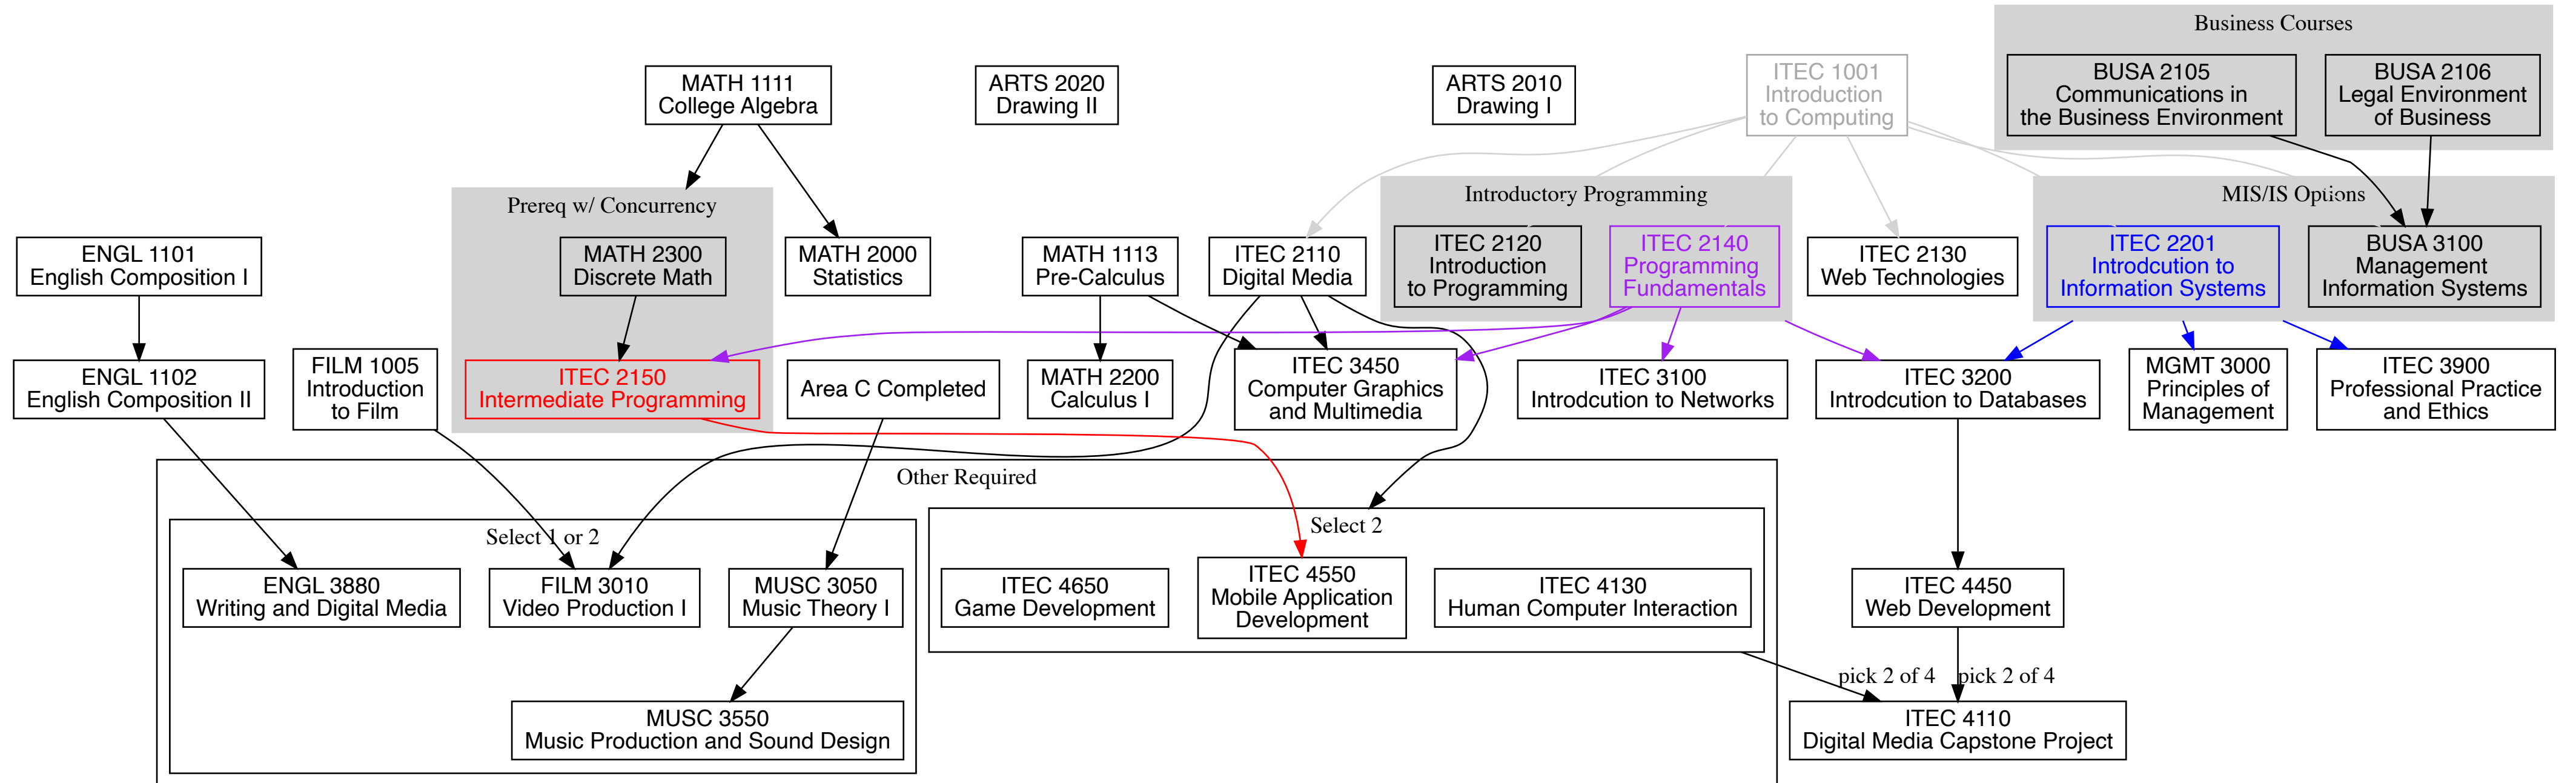 Business Courses
MATH 1111
College Algebra
ARTS 2020
Drawing II
ARTS 2010
Drawing I
ITEC 1001
Introduction
to Computing
BUSA 2105
Communications in
the Business Environment
BUSA 2106
Legal Environment
of Business
Prereq w/ Concurrency
Introductory Programming
MIS/IS Options
ENGL 1101
English Composition I
MATH 2300
Discrete Math
MATH 2000
Statistics
MATH 1113
Pre-Calculus
ITEC 2110
Digital Media
ITEC 2120
Introduction
to Programming
ITEC 2140
Programming
Fundamentals
ITEC 2130
Web Technologies
ITEC 2201
Introdcution to
Information Systems
BUSA 3100
Management
Information Systems
ENGL 1102
English Composition II
FILM 1005
Introduction
to Film
ITEC 2150
Intermediate Programming
Area C Completed
MATH 2200
Calculus I
ITEC 3450
Computer Graphics
and Multimedia
ITEC 3100
Introdcution to Networks
ITEC 3200
Introdcution to Databases
MGMT 3000
Principles of
Management
ITEC 3900
Professional Practice
and Ethics
Other Required
Select 1 or 2
Select 2
ENGL 3880
Writing and Digital Media
FILM 3010
Video Production I
MUSC 3050
Music Theory I
ITEC 4650
Game Development
ITEC 4550
Mobile Application
Development
ITEC 4130
Human Computer Interaction
ITEC 4450
Web Development
pick 2 of 4
pick 2 of 4
MUSC 3550
Music Production and Sound Design
ITEC 4110
Digital Media Capstone Project